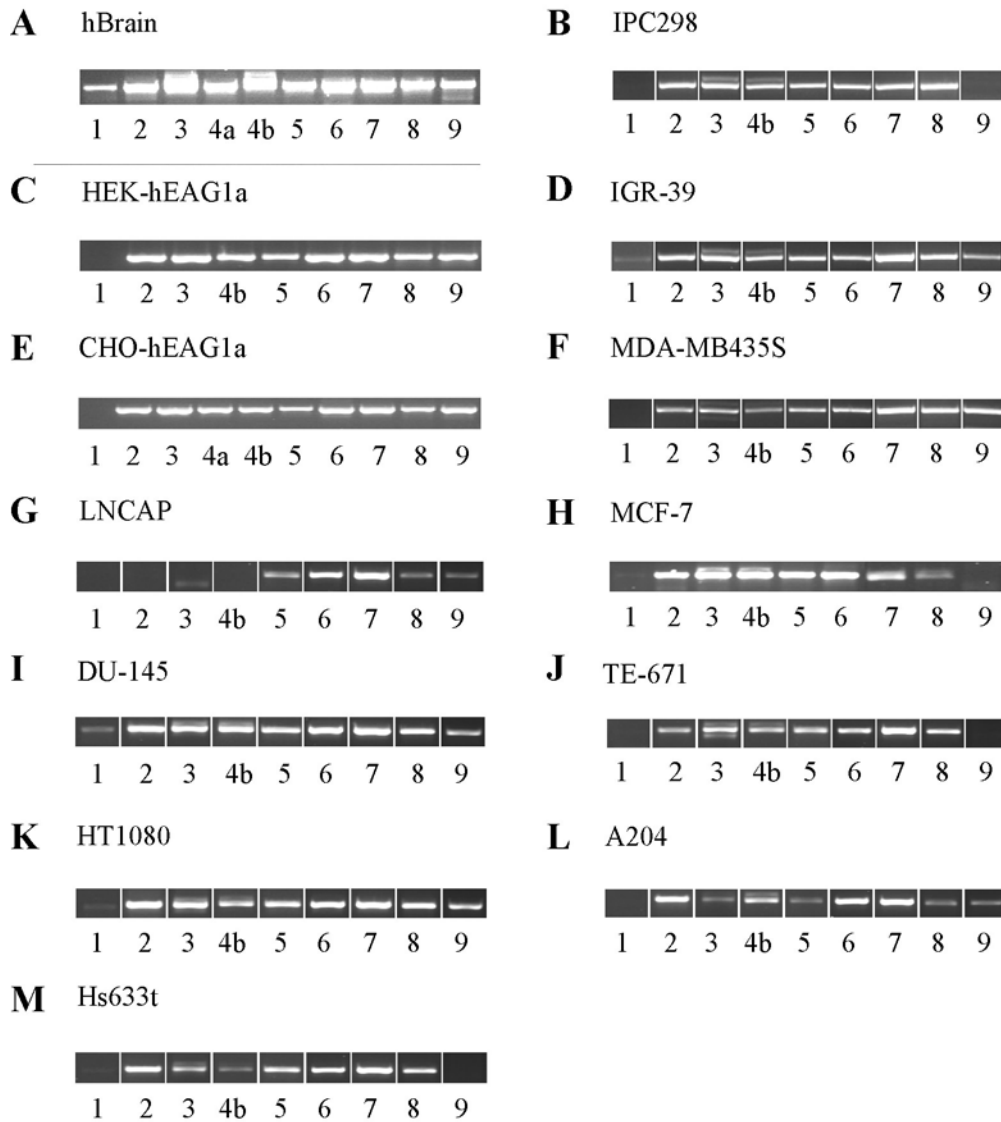 A hBrain
1 2 3 4a 4b 5 6 7 8 9
B IPC298
1 2 3 4b 5 6 7 8 9
C HEK-hEAG1a
1 2 3 4b 5 6 7 8 9
D IGR-39
1 2 3 4b 5 6 7 8 9
E CHO-hEAG1a
1 2 3 4a 4b 5 6 7 8 9
F MDA-MB435S
1 2 3 4b 5 6 7 8 9
G LNCAP
1 2 3 4b 5 6 7 8 9
H MCF-7
1 2 3 4b 5 6 7 8 9
I DU-145
1 2 3 4b 5 6 7 8 9
J TE-671
1 2 3 4b 5 6 7 8 9
K HT1080
1 2 3 4b 5 6 7 8 9
L A204
1 2 3 4b 5 6 7 8 9
M Hs633t
1 2 3 4b 5 6 7 8 9